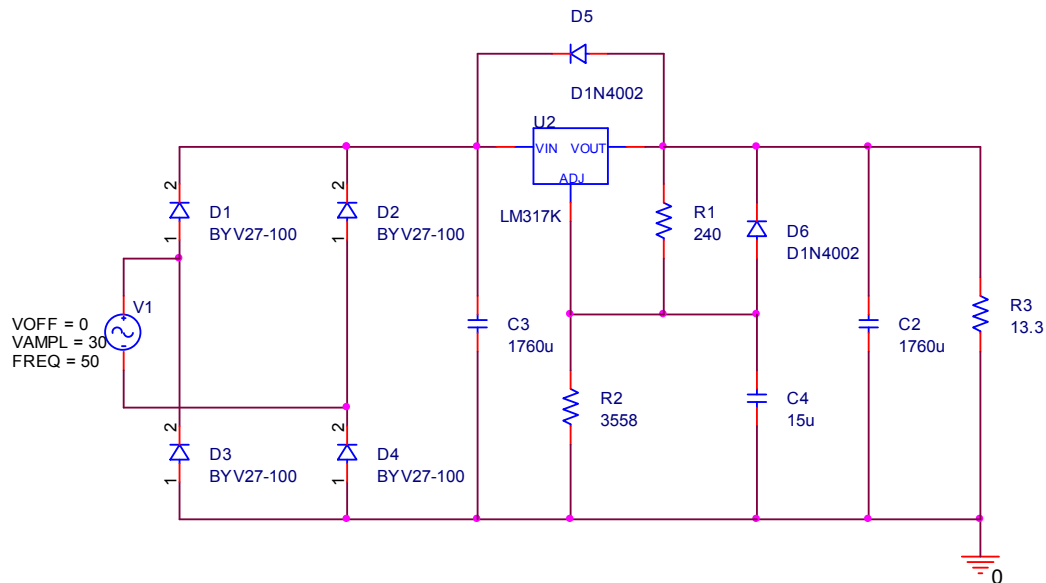 D5
D1N4002
U2
VIN VOUT
ADJ
LM317K
2
D1
BYV27-100
1
2
D2
BYV27-100
1
R1
240
D6
D1N4002
V1
VOFF = 0
VAMPL = 30
FREQ = 50
C3
1760u
C2
1760u
R3
13.3
R2
3558
C4
15u
2
D3
BYV27-100
1
2
D4
BYV27-100
1
0